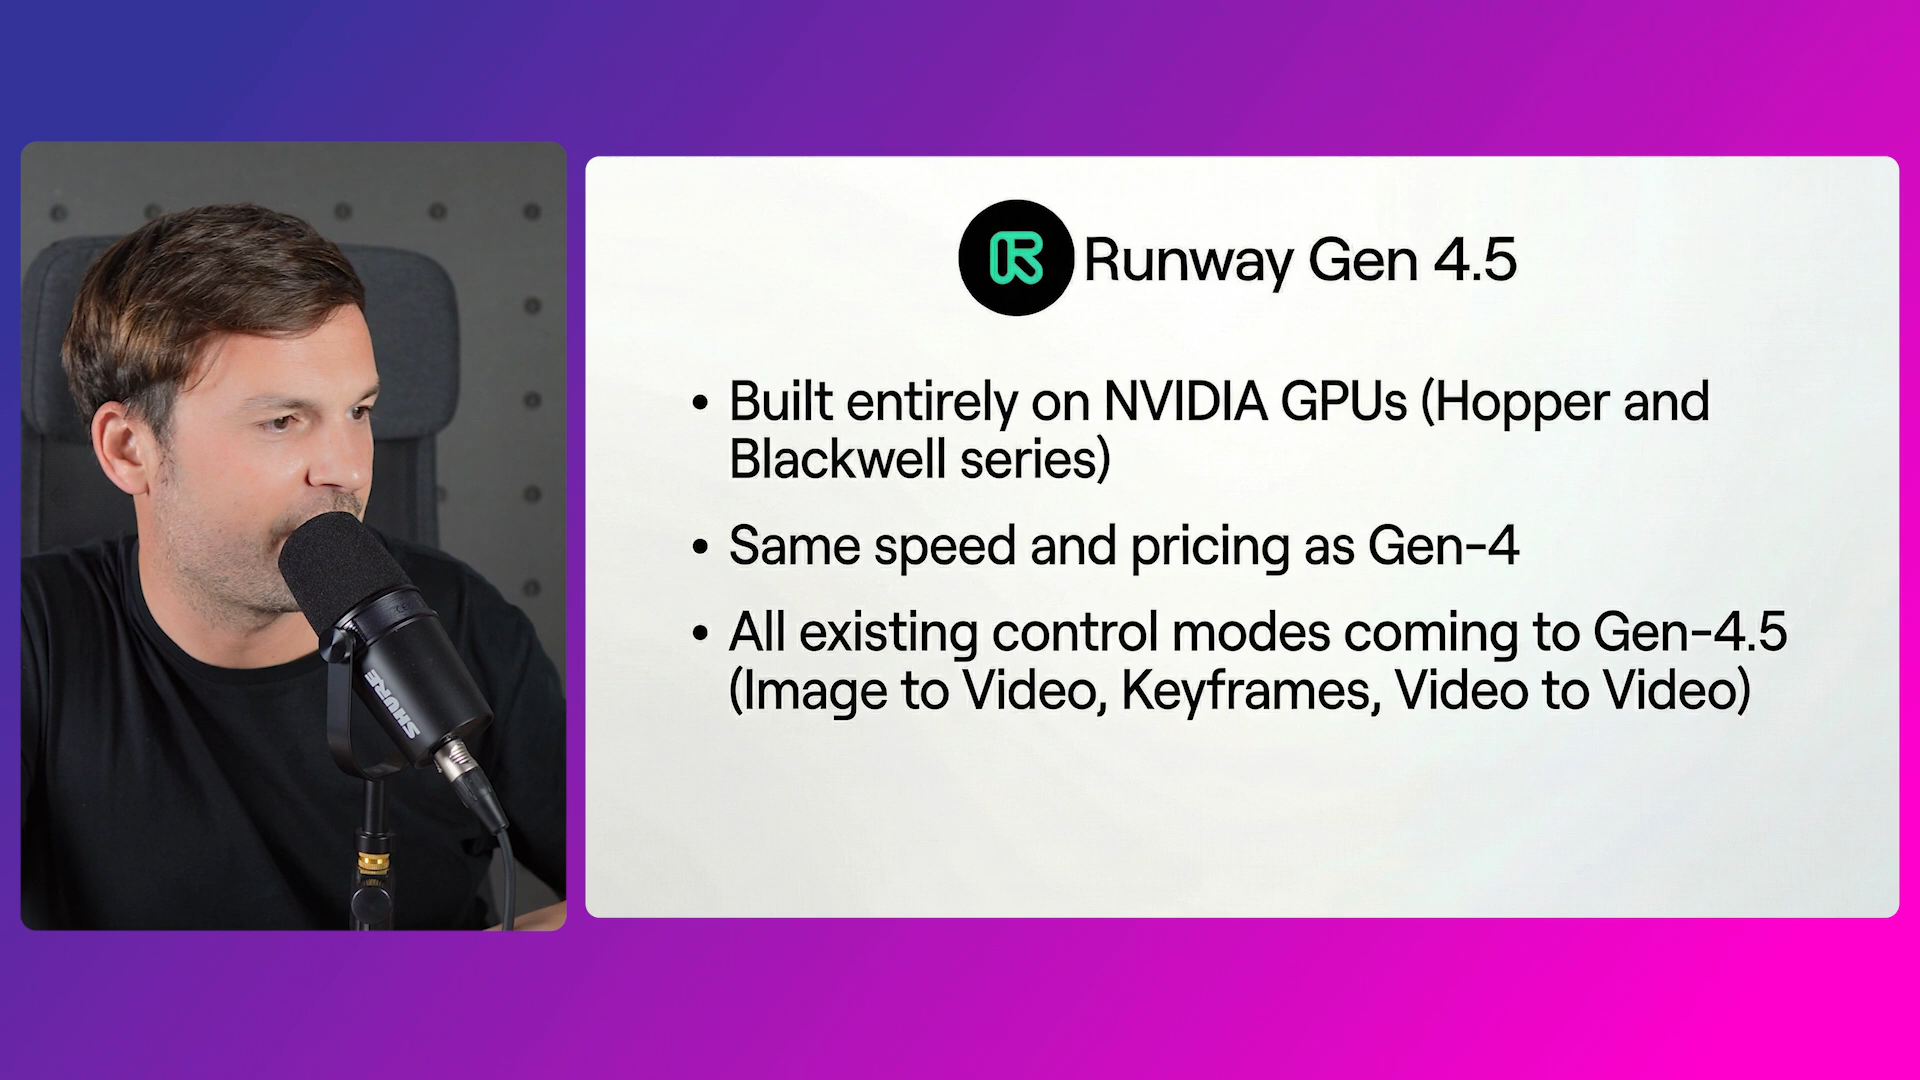 Runway Gen 4.5
• Built entirely on NVIDIA GPUs (Hopper and
Blackwell series)
• Same speed and pricing as Gen-4
• All existing control modes coming to Gen-4.5
(Image to Video, Keyframes, Video to Video)
SHURE